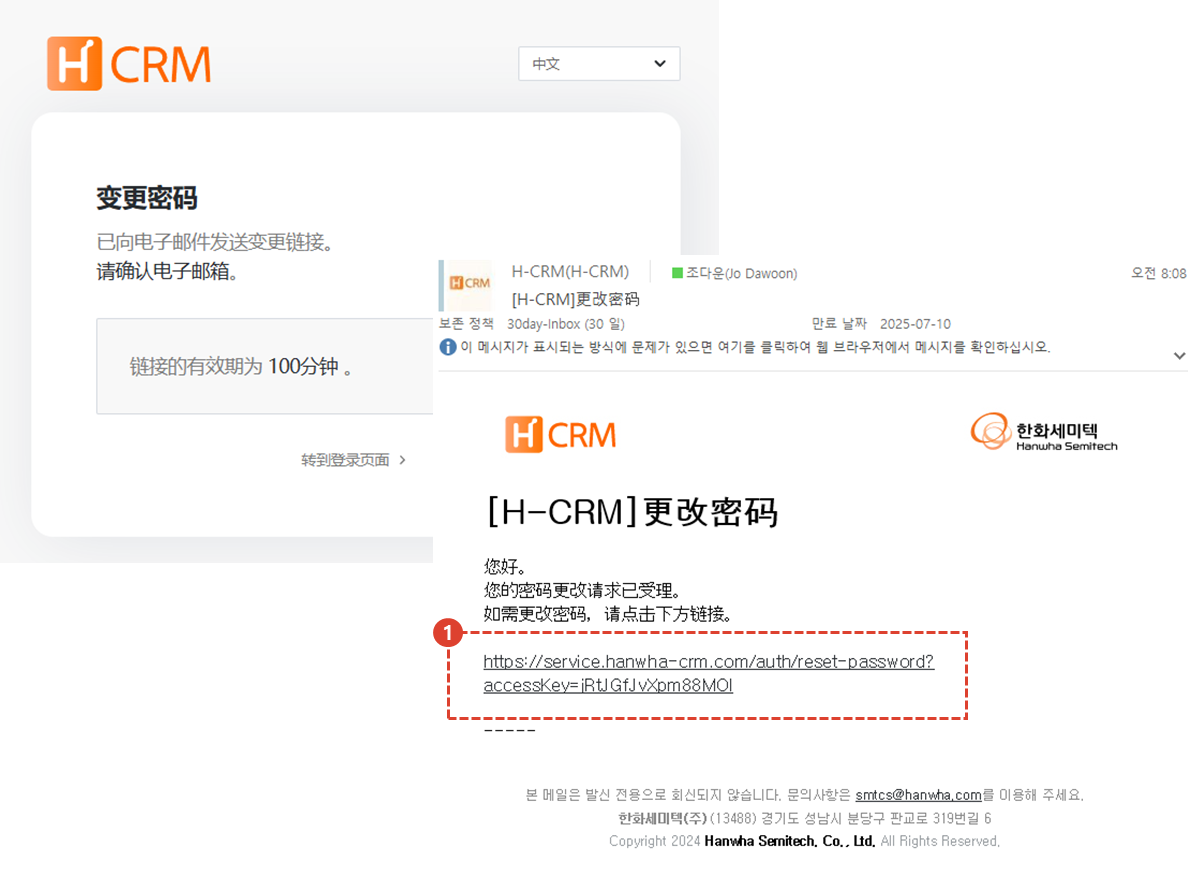 H CRM
中文
变更密码
已向电子邮件发送变更链接。
请确认电子邮箱。
链接的有效期为 100分钟 。
转到登录页面
H CRM
H-CRM(H-CRM)
조다운(Jo Dawoon)
오전 8:08
[H-CRM]更改密码
보존 정책 30day-Inbox (30 일)
만료 날짜 2025-07-10
이 메시지가 표시되는 방식에 문제가 있으면 여기를 클릭하여 웹 브라우저에서 메시지를 확인하십시오.
H CRM
한화세미텍
Hanwha Semitech
[H-CRM]更改密码
您好。
您的密码更改请求已受理。
如需更改密码，请点击下方链接。
1
https://service.hanwha-crm.com/auth/reset-password?
accessKey=jRtJGfJvXpm88MOl
-----
본 메일은 발신 전용으로 회신되지 않습니다. 문의사항은 smtcs@hanwha.com를 이용해 주세요.
한화세미텍(주) (13488) 경기도 성남시 분당구 판교로 319번길 6
Copyright 2024 Hanwha Semitech. Co., Ltd. All Rights Reserved.